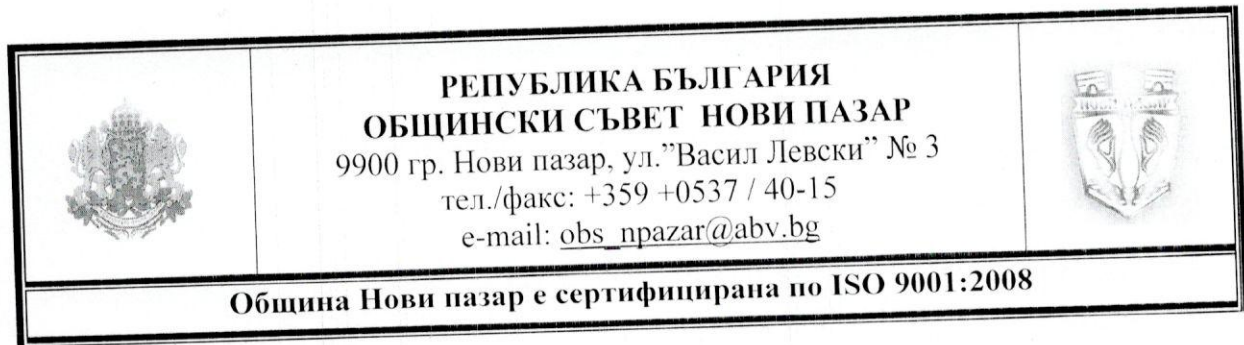 РЕПУБЛИКА БЪЛГАРИЯ
ОБЩИНСКИ СЪВЕТ НОВИ ПАЗАР
9900 гр. Нови пазар, ул.”Васил Левски” № 3
тел./факс: +359 +0537 / 40-15
e-mail: obs_npazar@abv.bg
Община Нови пазар е сертифицирана по ISO 9001:2008